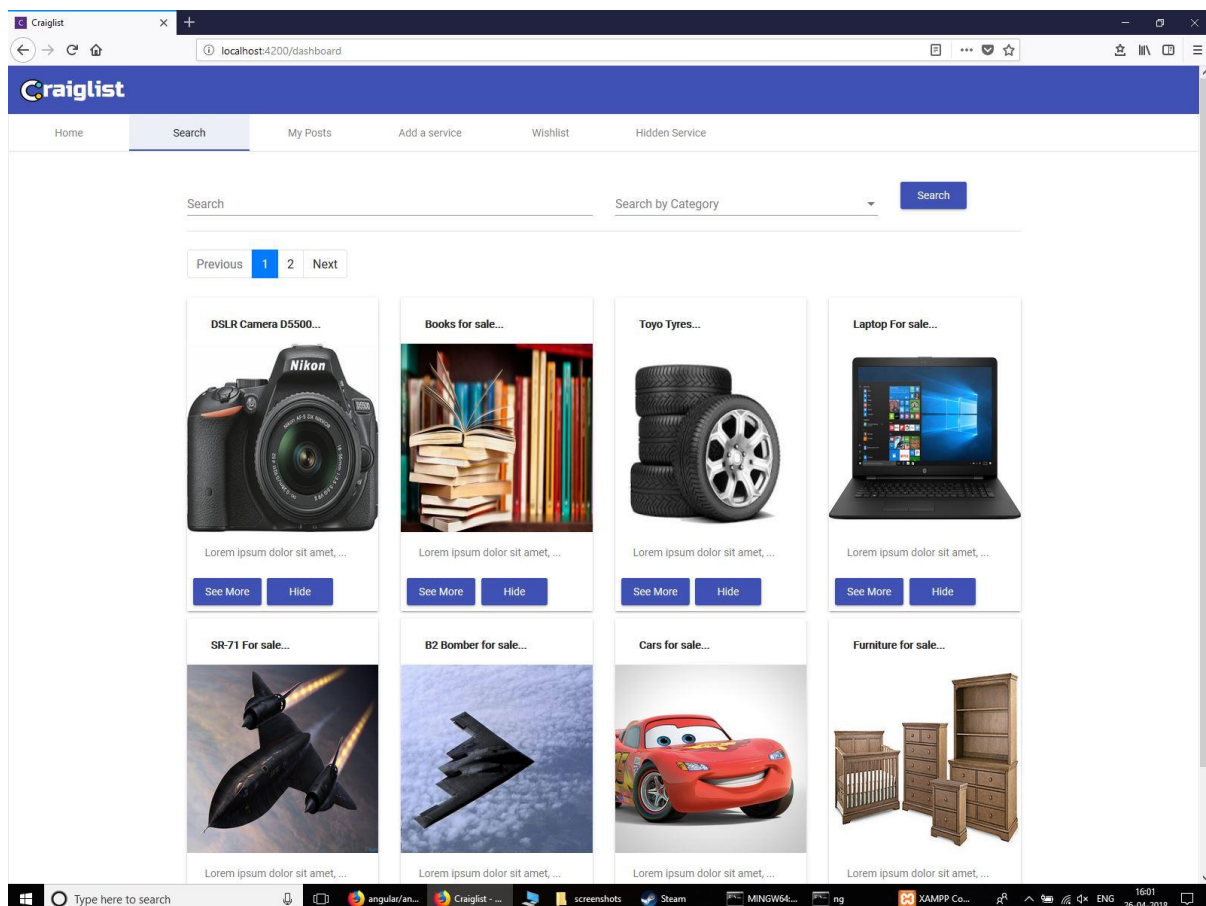 Craiglist
localhost:4200/dashboard
Craiglist
Home Search My Posts Add a service Wishlist Hidden Service
Search Search by Category Search
Previous 1 2 Next
DSLR Camera D5500... Books for sale... Toyo Tyres... Laptop For sale...
Nikon
D5500
Lorem ipsum dolor sit amet, ... Lorem ipsum dolor sit amet, ... Lorem ipsum dolor sit amet, ... Lorem ipsum dolor sit amet, ...
See More Hide See More Hide See More Hide See More Hide
SR-71 For sale... B2 Bomber for sale... Cars for sale... Furniture for sale...
Lorem ipsum dolor sit amet, ... Lorem ipsum dolor sit amet, ... Lorem ipsum dolor sit amet, ... Lorem ipsum dolor sit amet, ...
Type here to search angular/an... Craiglist - ... screenshots Steam MINGW64:... ng XAMPP Co... ENG 16:01
26-04-2018